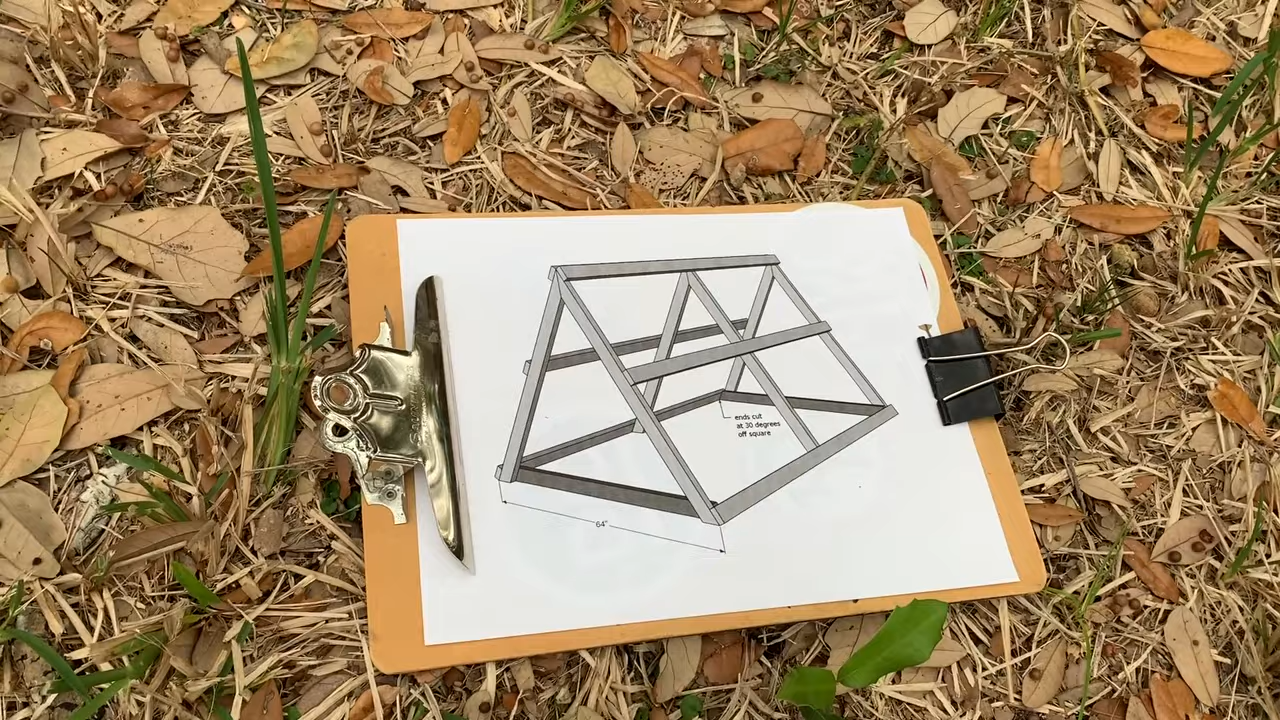 ends cut
at 30 degrees
off square
64"